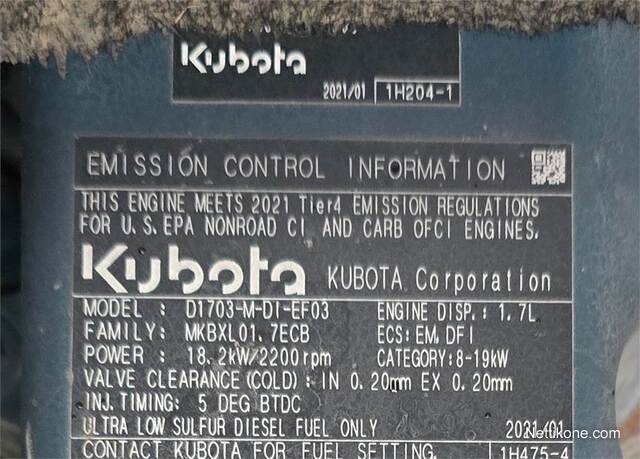 Kubota
2021/01 1H204-1
EMISSION CONTROL INFORMATION
THIS ENGINE MEETS 2021 Tier4 EMISSION REGULATIONS
FOR U.S.EPA NONROAD CI AND CARB OFCI ENGINES.
Kubota KUBOTA Corporation
MODEL : D1703-M-DI-EF03 ENGINE DISP.: 1.7L
FAMILY: MKBXL01.7ECB ECS:EM,DFI
POWER : 18.2kW/2200rpm CATEGORY:8-19kW
VALVE CLEARANCE(COLD): IN 0.20mm EX 0.20mm
INJ.TIMING: 5 DEG BTDC
ULTRA LOW SULFUR DIESEL FUEL ONLY 2021/01
Netukone.com
CONTACT KUBOTA FOR FUEL SETTING. 1H475-4